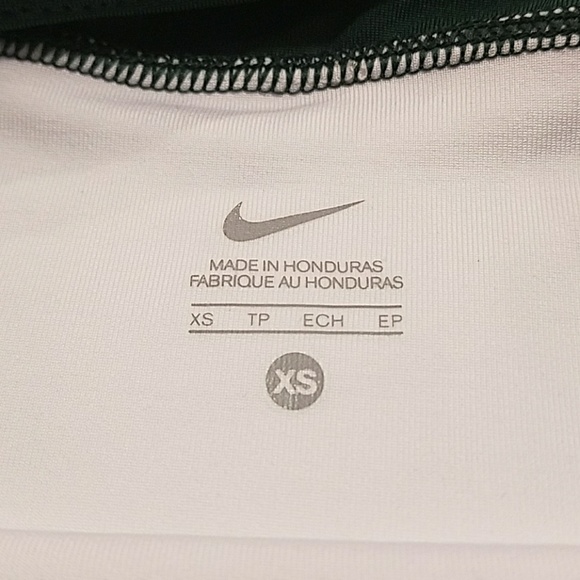 MADE IN HONDURAS
FABRIQUE AU HONDURAS
XS TP ECH EP
XS